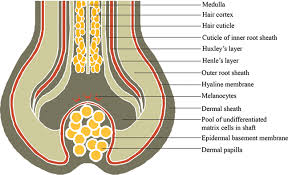 Medulla
Hair cortex
Hair cuticle
Cuticle of inner root sheath
Huxley's layer
Henle's layer
Outer root sheath
Hyaline membrane
Melanocytes
Dermal sheath
Pool of undifferentiated
matrix cells in shaft
Epidermal basement membrane
Dermal papilla